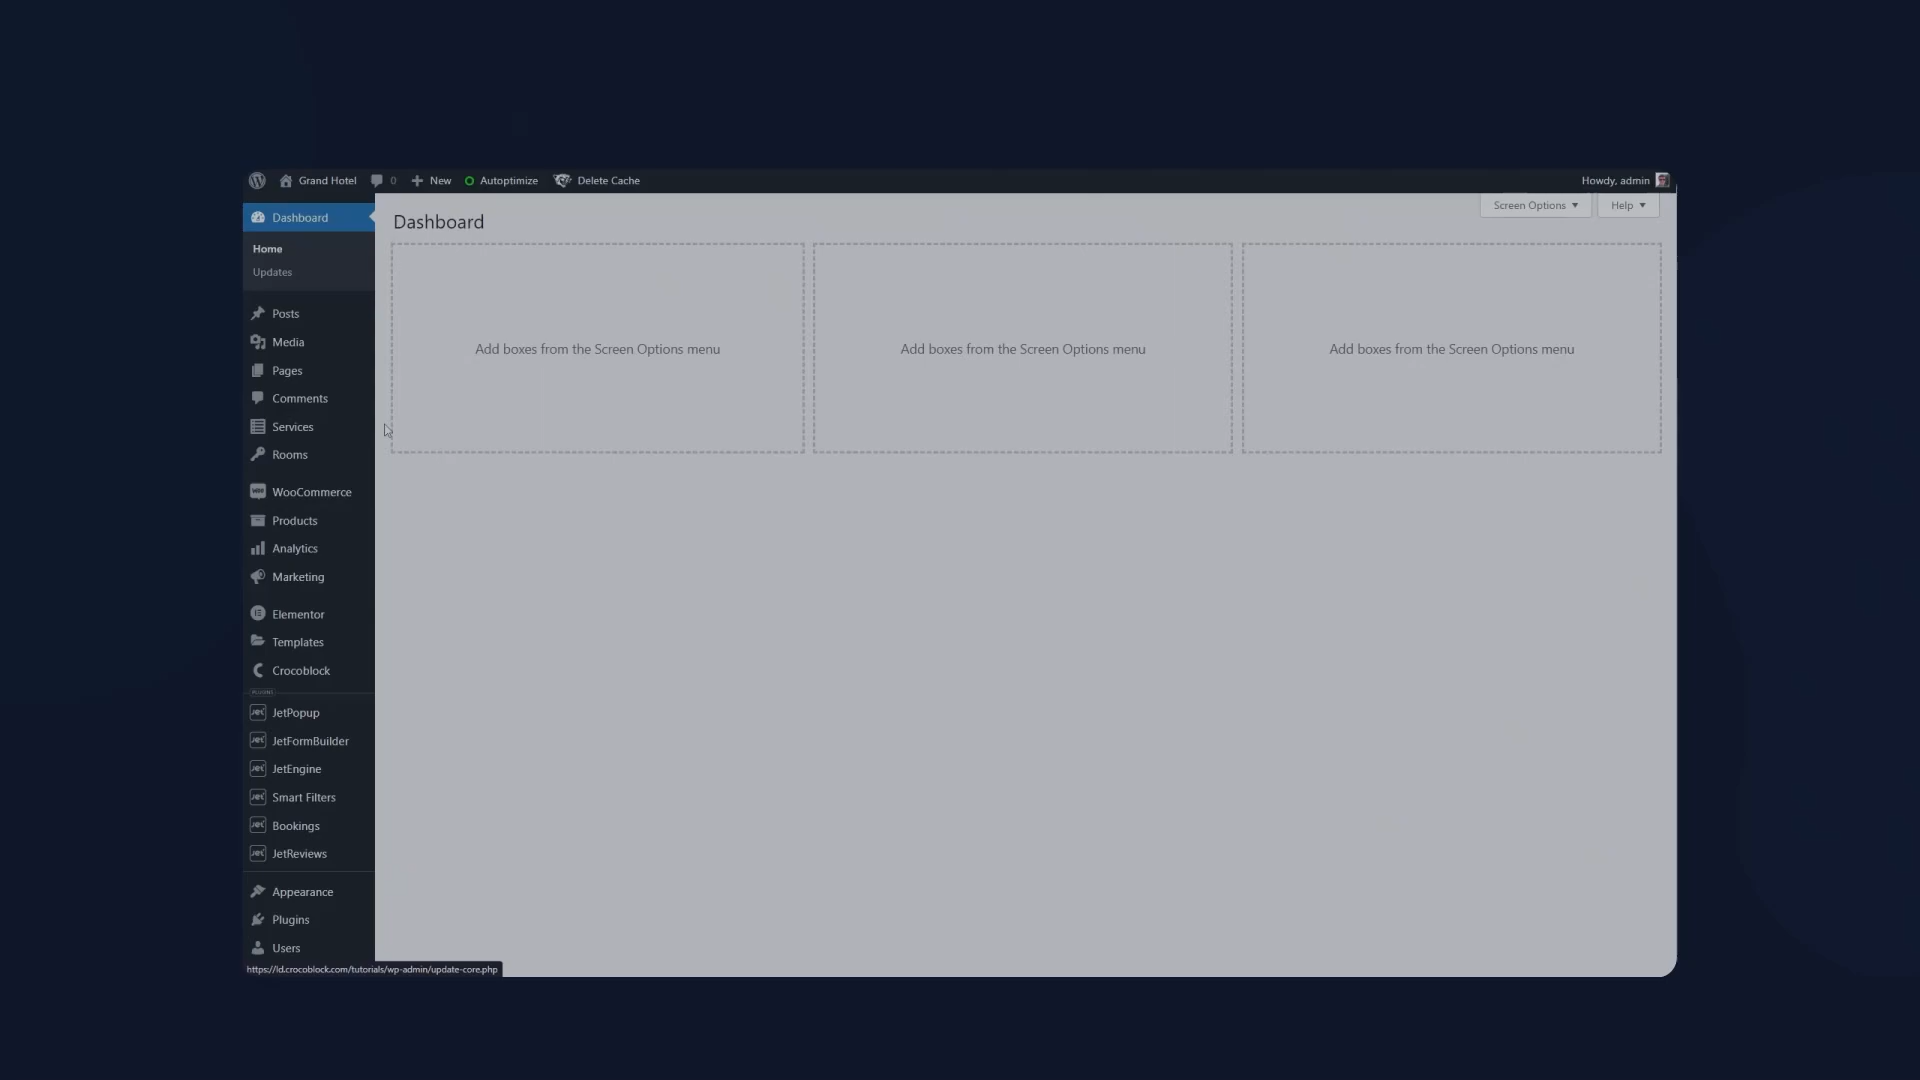 Grand Hotel
0
New
Autoptimize
Delete Cache
Howdy, admin
Dashboard
Home
Updates
Posts
Media
Pages
Comments
Services
Rooms
WooCommerce
Products
Analytics
Marketing
Elementor
Templates
Crocoblock
PLUGINS
JetPopup
JetFormBuilder
JetEngine
Smart Filters
Bookings
JetReviews
Appearance
Plugins
Users
https://ld.crocoblock.com/tutorials/wp-admin/update-core.php
Screen Options
Help
Dashboard
Add boxes from the Screen Options menu
Add boxes from the Screen Options menu
Add boxes from the Screen Options menu